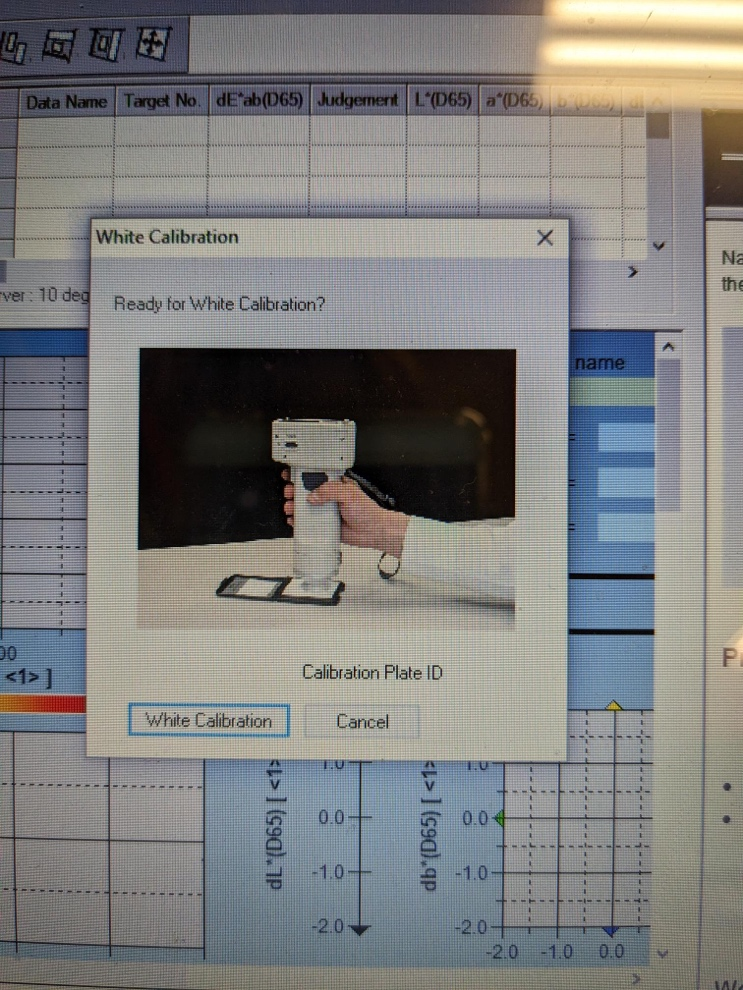 Data Name Target No. dE*ab(D65) Judgement L*(D65) a*(D65) b*(D65)
White Calibration
rver : 10 deg
Na
the
Ready for White Calibration?
name
00
<1> ]
Calibration Plate ID
White Calibration Cancel
dL*(D65) [ <1>
1.0
0.0
-1.0
-2.0
db*(D65) [ <1>
1.0
0.0
-1.0
-2.0
-2.0 -1.0 0.0